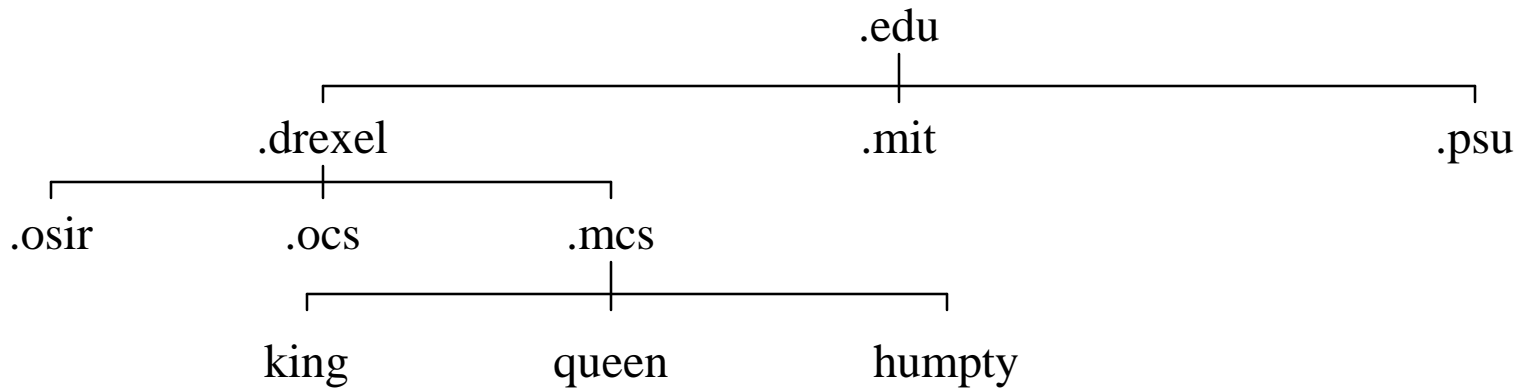 .edu
.drexel .mit .psu
.osir .ocs .mcs
king queen humpty